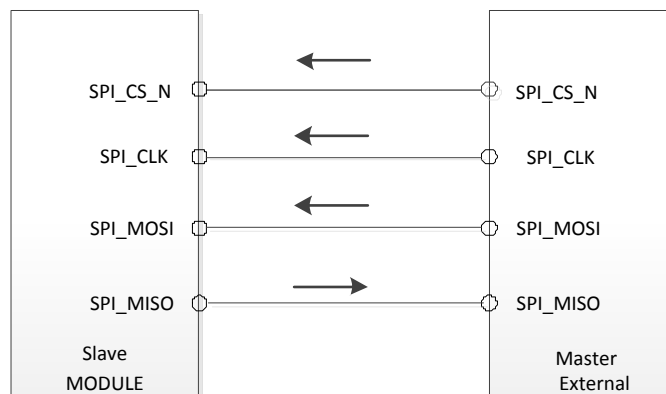 SPI_CS_N
SPI_CS_N
SPI_CLK
SPI_CLK
SPI_MOSI
SPI_MOSI
SPI_MISO
SPI_MISO
Slave
MODULE
Master
External